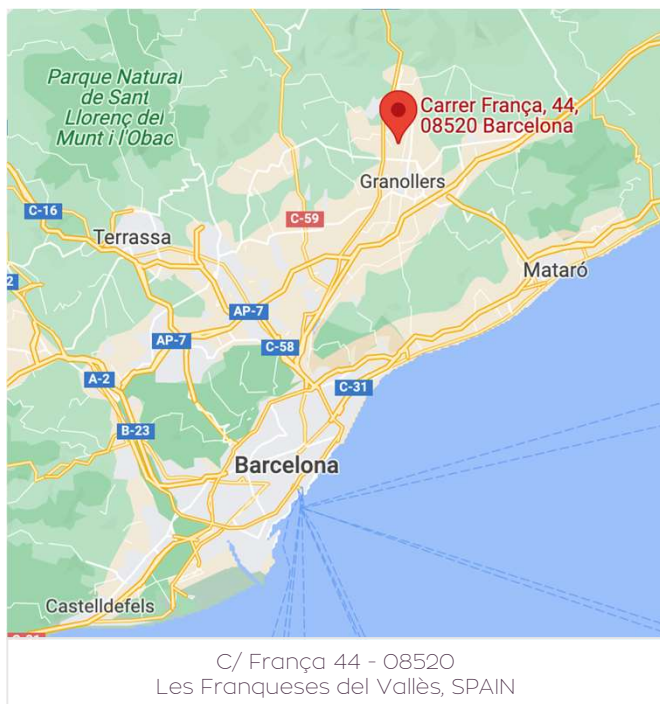 Parque Natural
de Sant
Llorenç del
Munt i l'Obac
Carrer França, 44,
08520 Barcelona
Granollers
C-16
C-59
Terrassa
Mataró
2
AP-7
AP-7
C-58
A-2
C-31
B-23
Barcelona
Castelldefels
C/ França 44 - 08520
Les Franqueses del Vallès, SPAIN